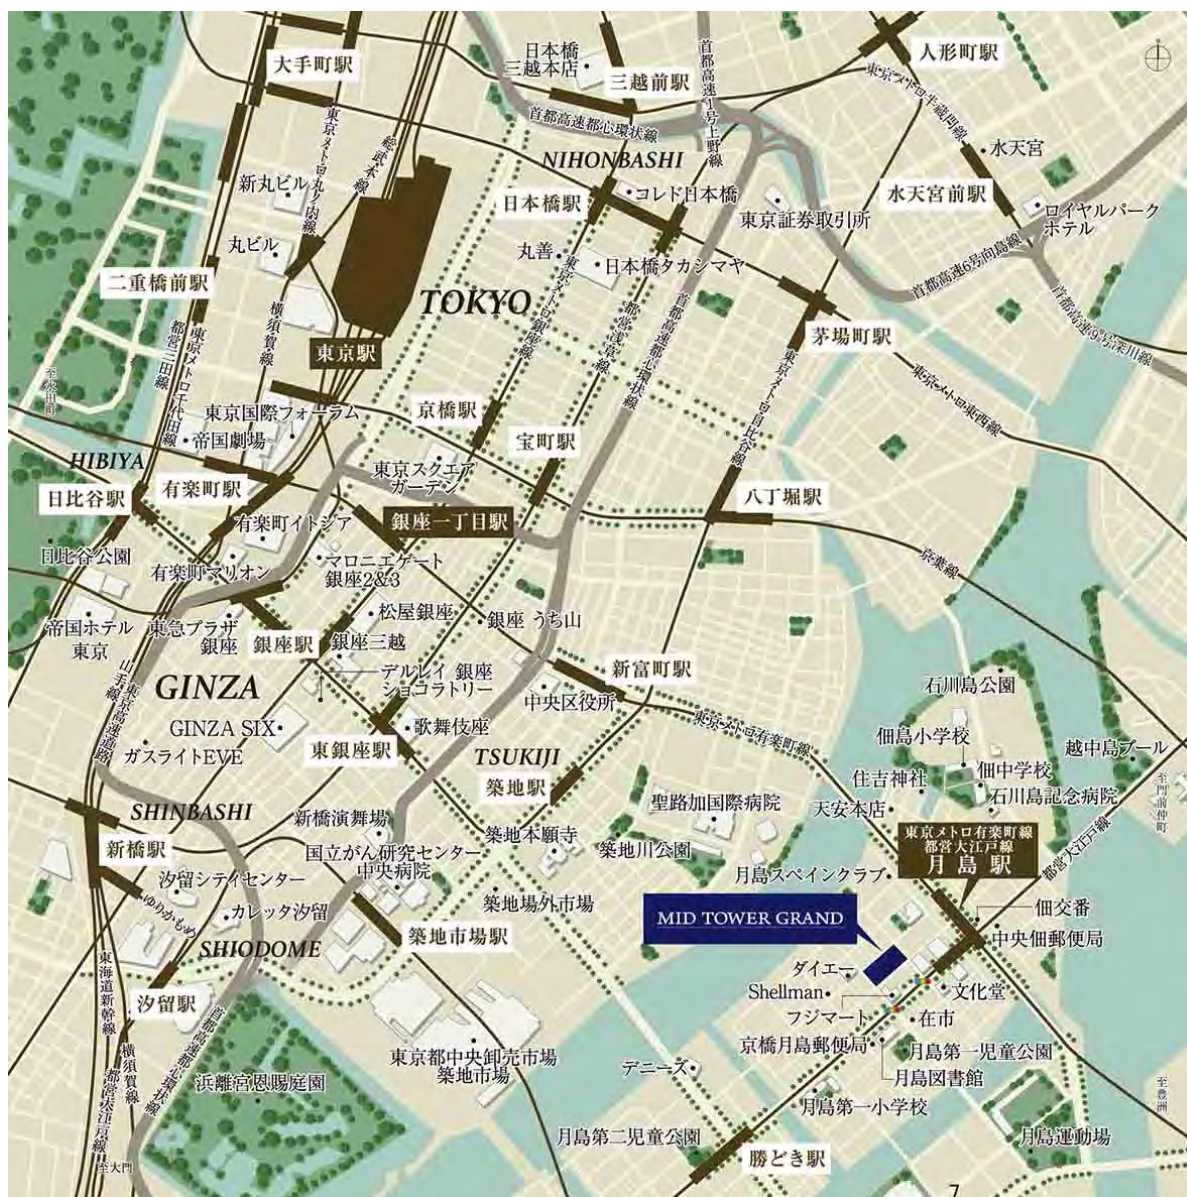 大手町駅
日本橋
三越本店
三越前駅
人形町駅
首都高速1号上野線
東京メトロ半蔵門線
首都高速都心環状線
東京メトロ丸ノ内線
総武本線
NIHONBASHI
水天宮
新丸ビル
日本橋駅
コレド日本橋
東京証券取引所
水天宮前駅
ロイヤルパーク
ホテル
丸ビル
丸善
日本橋タカシマヤ
首都高速6号向島線
二重橋前駅
TOKYO
東京メトロ銀座線
都営浅草線
首都高速都心環状線
茅場町駅
首都高速9号深川線
横須賀線
東京駅
東京メトロ千代田線
都営三田線
東京メトロ日比谷線
東京メトロ東西線
東京国際フォーラム
京橋駅
帝国劇場
宝町駅
HIBIYA
東京スクエア
ガーデン
日比谷駅
有楽町駅
八丁堀駅
有楽町イトシア
銀座一丁目駅
日比谷公園
有楽町マリオン
マロニエゲート
銀座2&3
京葉線
帝国ホテル
東京
東急プラザ
銀座
松屋銀座
銀座 うち山
銀座駅
銀座三越
新富町駅
デルレイ 銀座
ショコラトリー
GINZA
山手線
東京高速道路
中央区役所
石川島公園
GINZA SIX
歌舞伎座
東京メトロ有楽町線
佃島小学校
ガスライトEVE
東銀座駅
TSUKIJI
築地駅
住吉神社
佃中学校
越中島プール
石川島記念病院
聖路加国際病院
天安本店
至門前仲町
SHINBASHI
新橋演舞場
築地本願寺
東京メトロ有楽町線
都営大江戸線
月島駅
都営大江戸線
新橋駅
国立がん研究センター
中央病院
築地川公園
月島スペインクラブ
汐留シティセンター
ゆりかもめ
カレッタ汐留
築地場外市場
MID TOWER GRAND
佃交番
中央佃郵便局
SHIODOME
築地市場駅
ダイエー
Shellman
文化堂
フジマート
在市
東海道新幹線
汐留駅
首都高速都心環状線
東京都中央卸売市場
築地市場
京橋月島郵便局
月島第一児童公園
デニーズ
月島図書館
横須賀線
都営大江戸線
浜離宮恩賜庭園
月島第一小学校
至豊洲
月島第二児童公園
月島運動場
勝どき駅
至大門
7